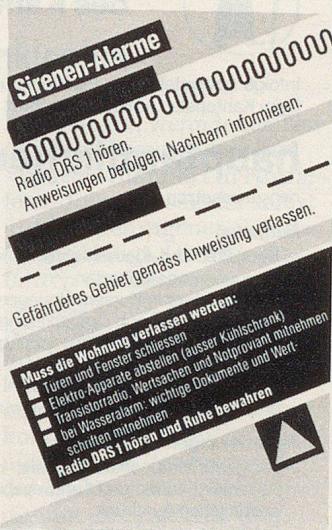 Sirenen-Alarme
Radio DRS 1 hören.
Anweisungen befolgen. Nachbarn informieren.
Gefährdetes Gebiet gemäss Anweisung verlassen.
Muss die Wohnung verlassen werden:
Türen und Fenster schliessen
Elektro-Apparate abstellen (ausser Kühlschrank)
Transistorradio, Wertsachen und Notproviant mitnehmen
bei Wasseralarm: wichtige Dokumente und Wert-
schriften mitnehmen
Radio DRS 1 hören und Ruhe bewahren